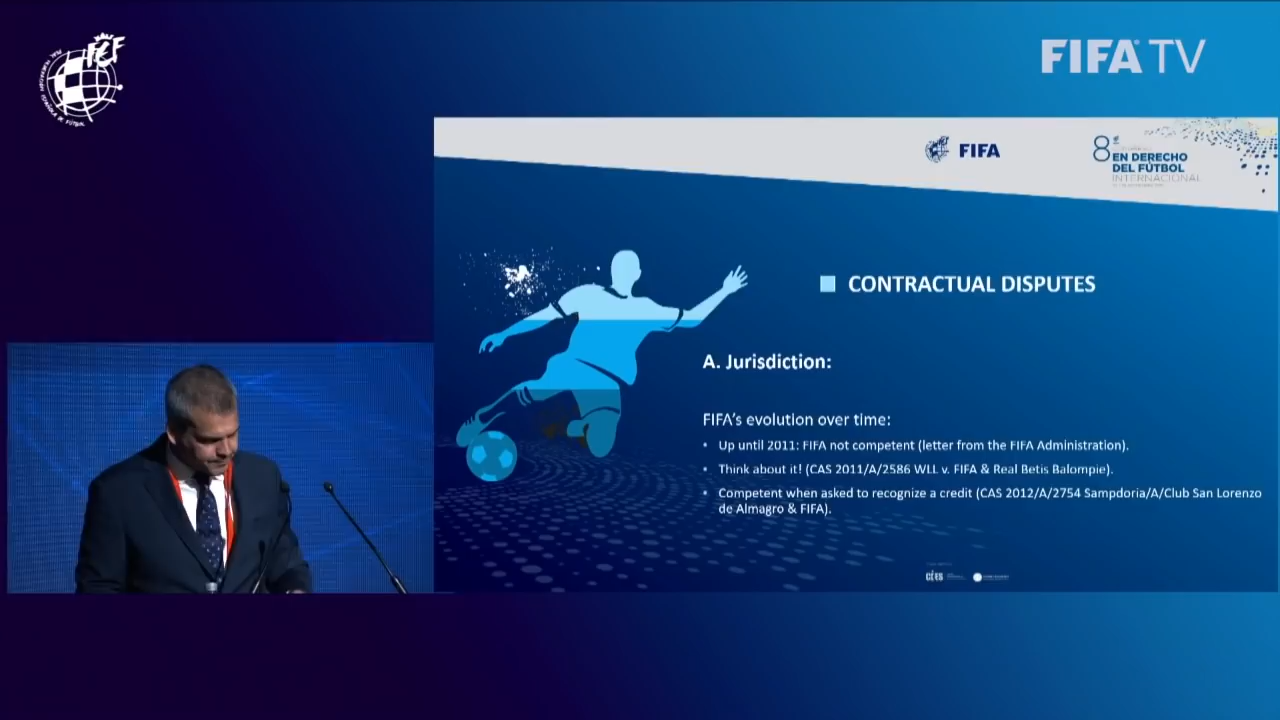 FIFA TV
FIFA
8
EN DERECHO
DEL FÚTBOL
INTERNACIONAL
CONTRACTUAL DISPUTES
A. Jurisdiction:
FIFA's evolution over time:
• Up until 2011: FIFA not competent (letter from the FIFA Administration).
• Think about it! (CAS 2011/A/2586 WLL v. FIFA & Real Betis Balompie).
• Competent when asked to recognize a credit (CAS 2012/A/2754 Sampdoria/A/Club San Lorenzo
de Almagro & FIFA).